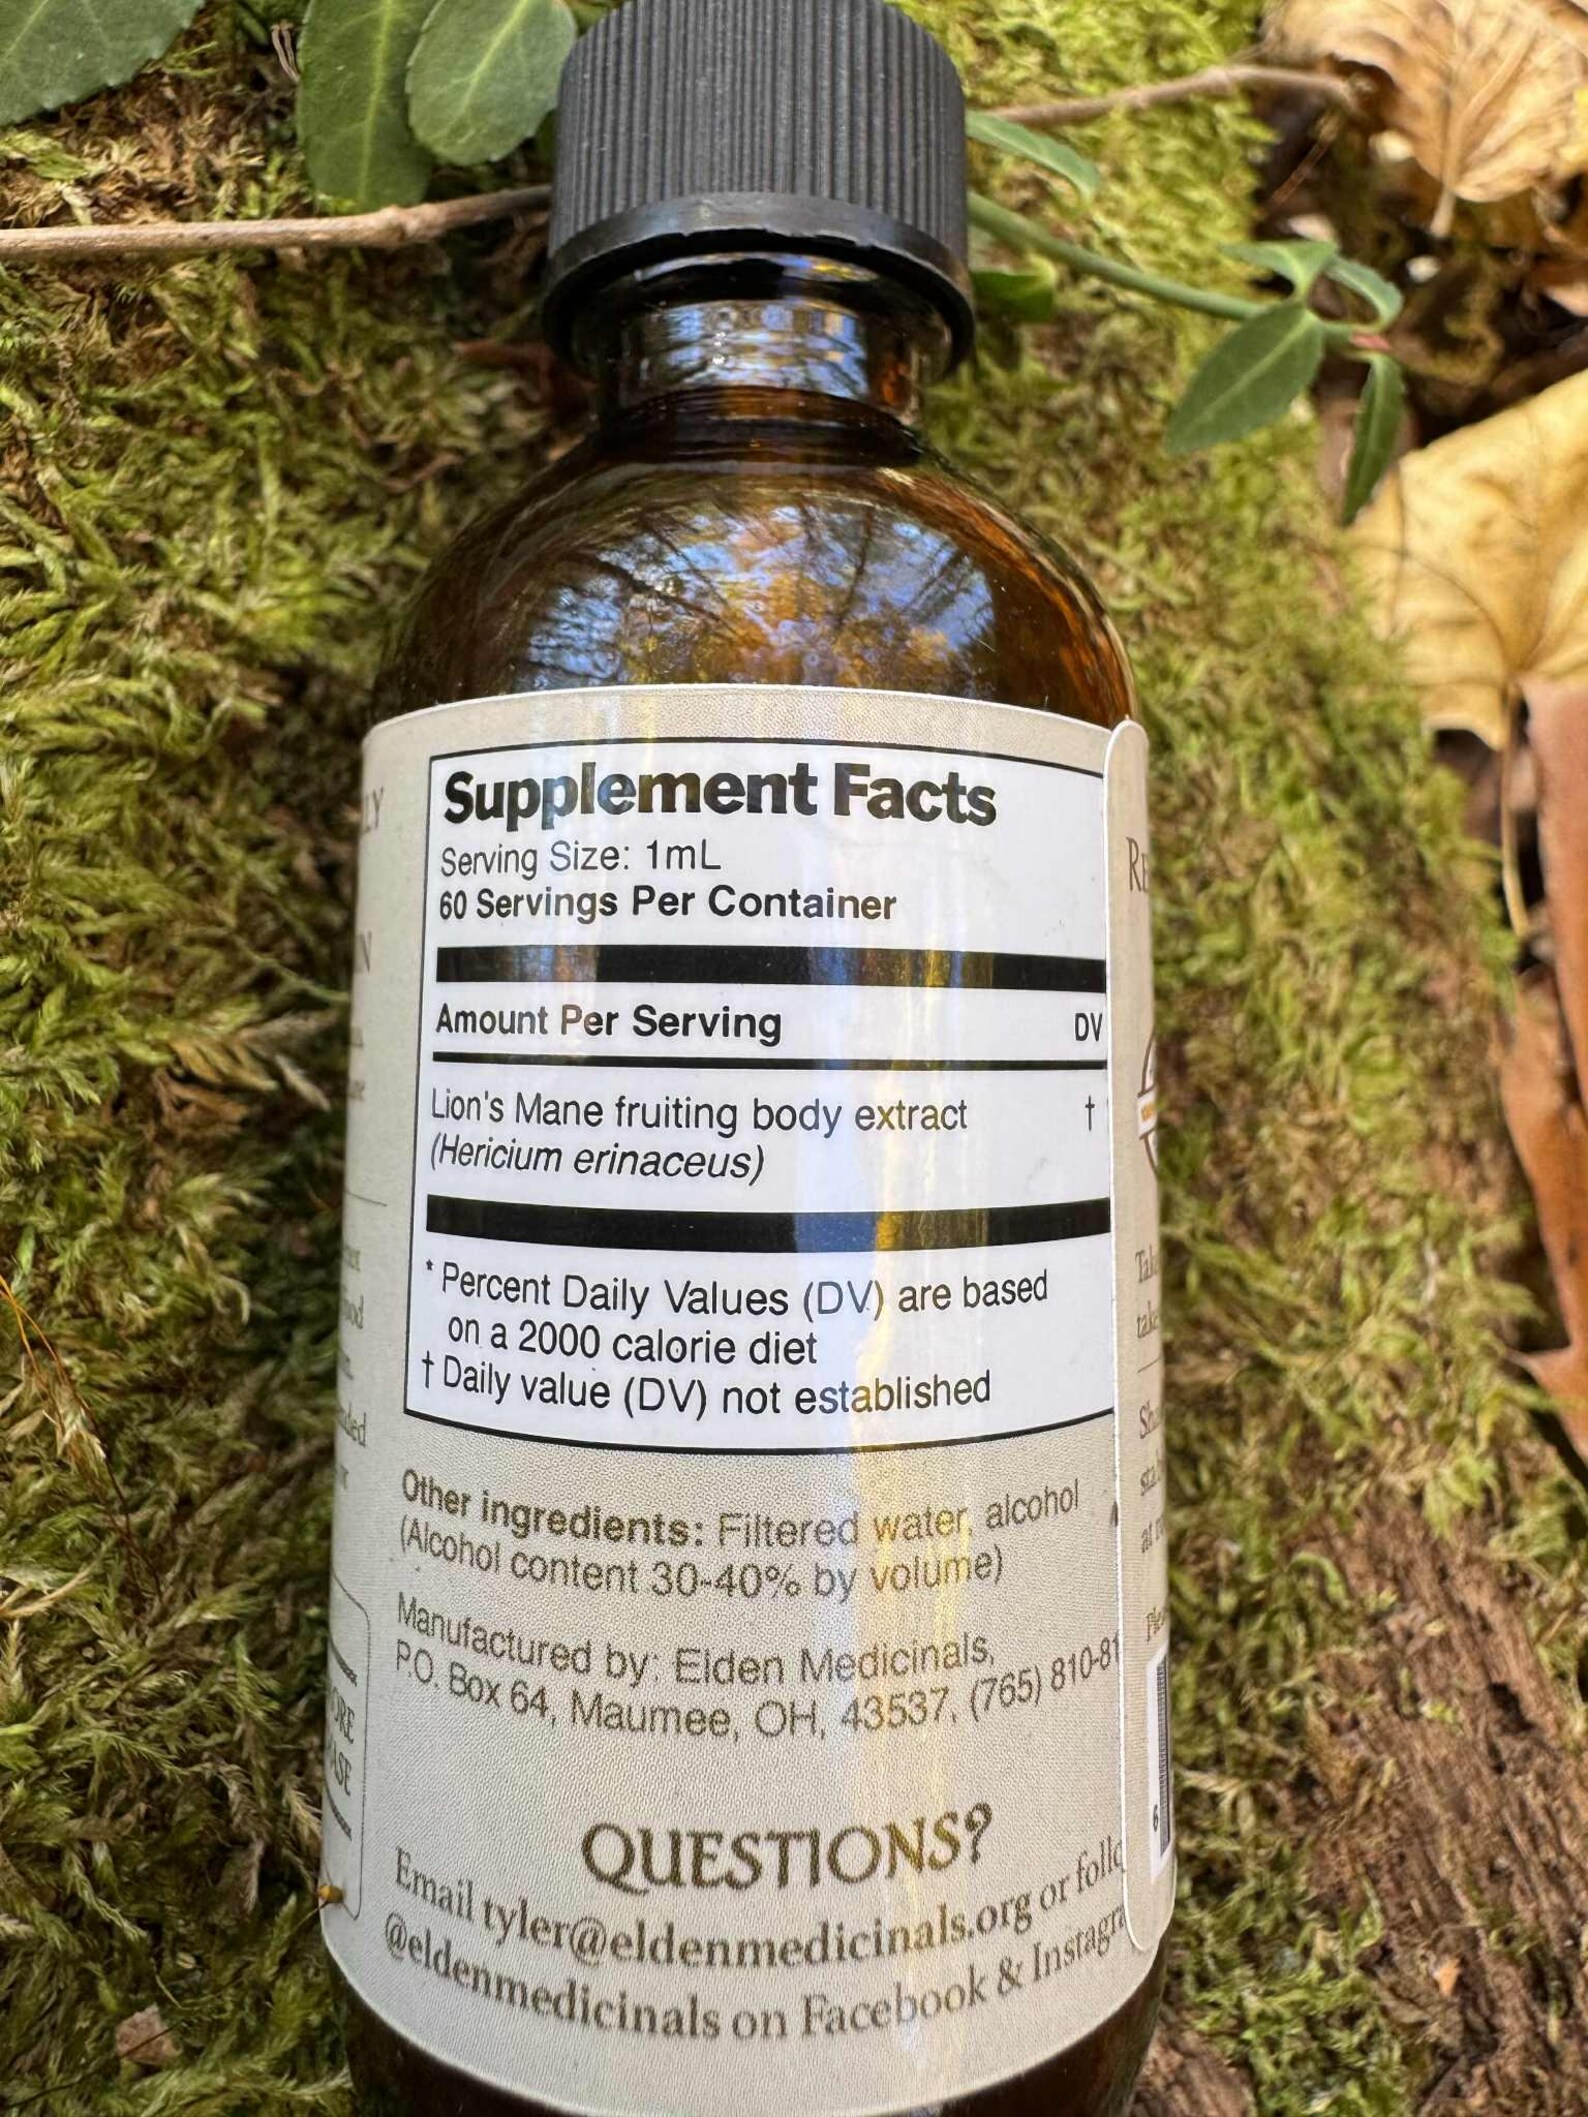 Supplement Facts
Serving Size: 1mL
60 Servings Per Container
Amount Per Serving DV
Lion's Mane fruiting body extract †
(Hericium erinaceus)
* Percent Daily Values (DV) are based
on a 2000 calorie diet
† Daily value (DV) not established
Other ingredients: Filtered water, alcohol
(Alcohol content 30-40% by volume)
Manufactured by: Elden Medicinals,
P.O. Box 64, Maumee, OH, 43537, (765) 810-81
QUESTIONS?
Email tyler@eldenmedicinals.org or
@eldenmedicinals on Facebook &